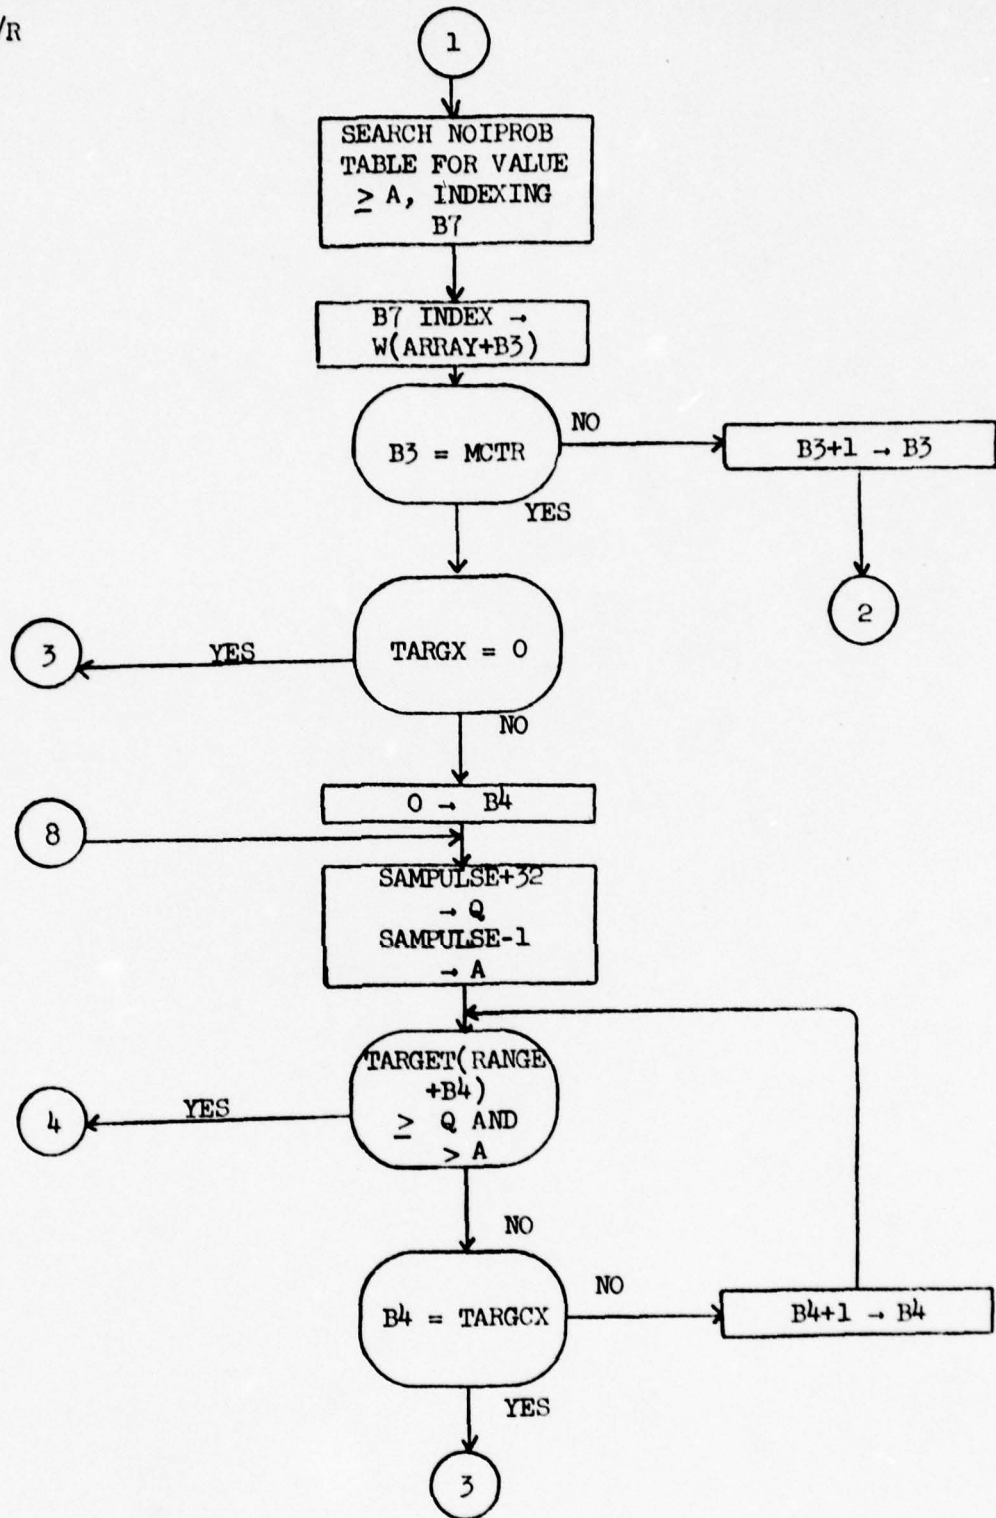 /R
1
SEARCH NOIPROB
TABLE FOR VALUE
≥ A, INDEXING
B7
B7 INDEX →
W(ARRAY+B3)
B3 = MCTR
NO
B3+1 → B3
YES
2
TARGX = 0
YES
3
NO
0 → B4
8
SAMPULSE+32
→ Q
SAMPULSE-1
→ A
TARGET(RANGE
+B4)
≥ Q AND
> A
YES
4
NO
B4 = TARGCX
NO
B4+1 → B4
YES
3